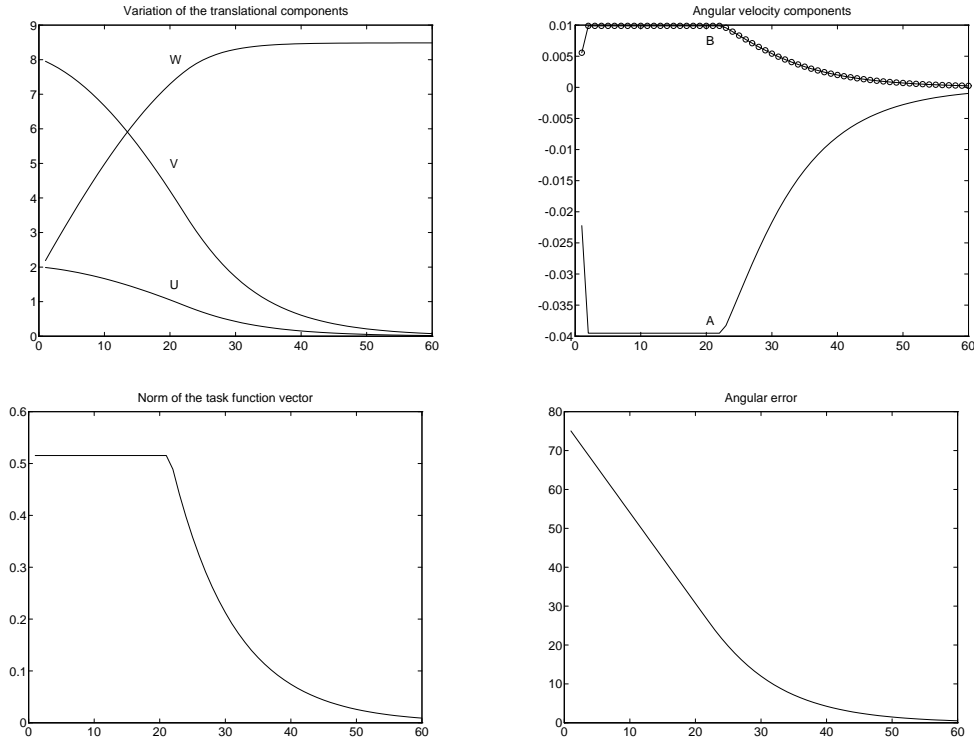 Variation of the translational components
9
8
7
6
5
4
3
2
1
0
W
V
U
0 10 20 30 40 50 60
Angular velocity components
0.01
0.005
0
-0.005
-0.01
-0.015
-0.02
-0.025
-0.03
-0.035
-0.04
B
A
0 10 20 30 40 50 60
Norm of the task function vector
0.6
0.5
0.4
0.3
0.2
0.1
0
0 10 20 30 40 50 60
Angular error
80
70
60
50
40
30
20
10
0
0 10 20 30 40 50 60